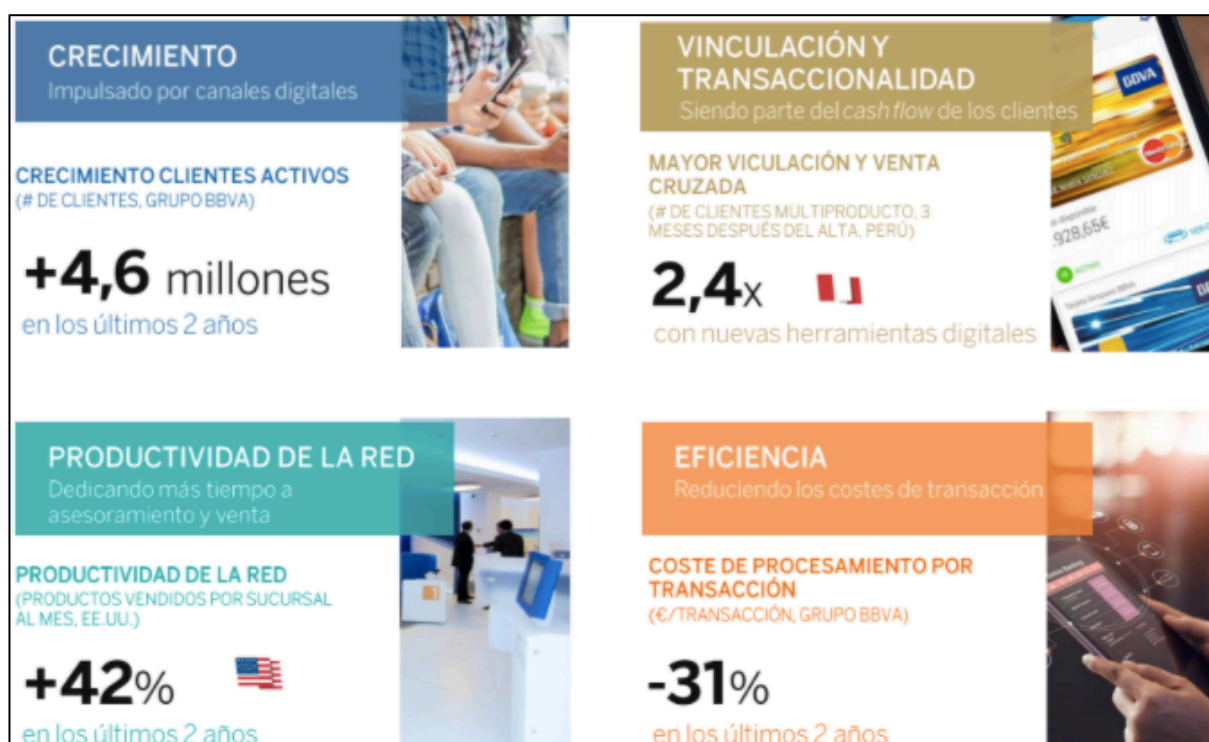 CRECIMIENTO
Impulsado por canales digitales
CRECIMIENTO CLIENTES ACTIVOS
(# DE CLIENTES, GRUPO BBVA)
+4,6 millones
en los últimos 2 años
VINCULACIÓN Y
TRANSACCIONALIDAD
Siendo parte del cash flow de los clientes
MAYOR VICULACIÓN Y VENTA
CRUZADA
(# DE CLIENTES MULTIPRODUCTO, 3
MESES DESPUÉS DEL ALTA, PERÚ)
2,4x
con nuevas herramientas digitales
BBVA
disponible
928,65€
ACTIVO
PRODUCTIVIDAD DE LA RED
Dedicando más tiempo a
asesoramiento y venta
PRODUCTIVIDAD DE LA RED
(PRODUCTOS VENDIDOS POR SUCURSAL
AL MES, EE.UU.)
+42%
en los últimos 2 años
EFICIENCIA
Reduciendo los costes de transacción
COSTE DE PROCESAMIENTO POR
TRANSACCIÓN
(€/TRANSACCIÓN, GRUPO BBVA)
-31%
en los últimos 2 años